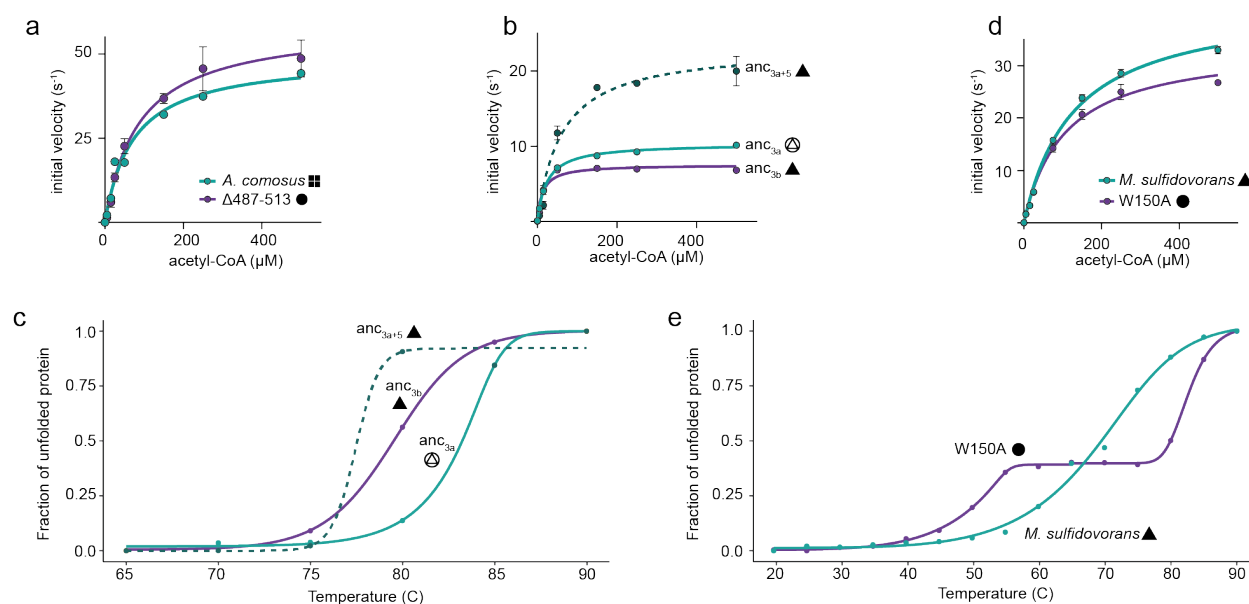 a
initial velocity (s⁻¹)
50
25
A. comosus
Δ487-513
0
200
400
acetyl-CoA (µM)
b
initial velocity (s⁻¹)
20
10
anc3a+5
anc3a
anc3b
0
200
400
acetyl-CoA (µM)
d
initial velocity (s⁻¹)
30
20
10
M. sulfidovorans
W150A
0
200
400
acetyl-CoA (µM)
c
Fraction of unfolded protein
1.0
0.75
0.5
0.25
0.0
anc3a+5
anc3b
anc3a
65
70
75
80
85
90
Temperature (C)
e
Fraction of unfolded protein
1.0
0.75
0.5
0.25
0.0
W150A
M. sulfidovorans
20
30
40
50
60
70
80
90
Temperature (C)